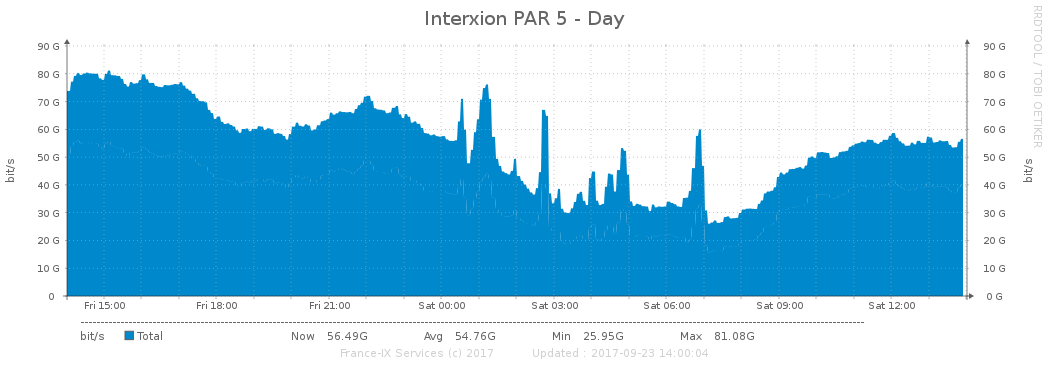 Interxion PAR 5 - Day
RRDTOOL / TOBI OETIKER
90 G 90 G
80 G 80 G
70 G 70 G
60 G 60 G
50 G 50 G
40 G 40 G
30 G 30 G
20 G 20 G
10 G 10 G
0 0 G
bit/s bit/s
Fri 15:00 Fri 18:00 Fri 21:00 Sat 00:00 Sat 03:00 Sat 06:00 Sat 09:00 Sat 12:00
bit/s Total Now 56.49G Avg 54.76G Min 25.95G Max 81.08G
France-IX Services (c) 2017 Updated : 2017-09-23 14:00:04